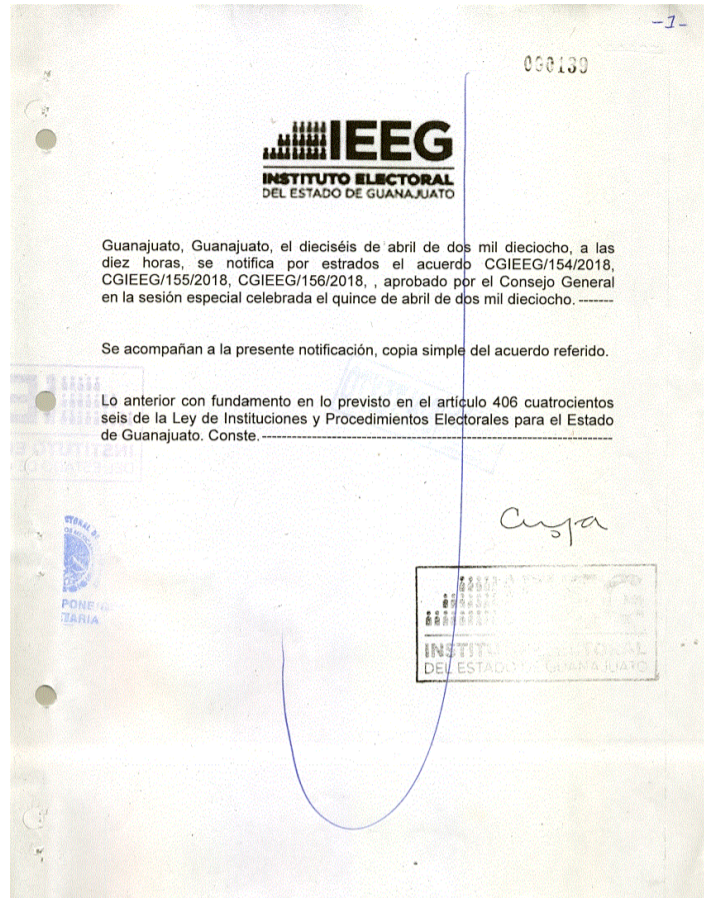 -1-
000139
IEEG
INSTITUTO ELECTORAL
DEL ESTADO DE GUANAJUATO
Guanajuato, Guanajuato, el dieciséis de abril de dos mil dieciocho, a las
diez horas, se notifica por estrados el acuerdo CGIEEG/154/2018,
CGIEEG/155/2018, CGIEEG/156/2018, , aprobado por el Consejo General
en la sesión especial celebrada el quince de abril de dos mil dieciocho. -------
Se acompañan a la presente notificación, copia simple del acuerdo referido.
Lo anterior con fundamento en lo previsto en el artículo 406 cuatrocientos
seis de la Ley de Instituciones y Procedimientos Electorales para el Estado
de Guanajuato. Conste.------------------------------------------------------------
INSTITUTO ELECTORAL
DEL ESTADO DE GUANAJUATO